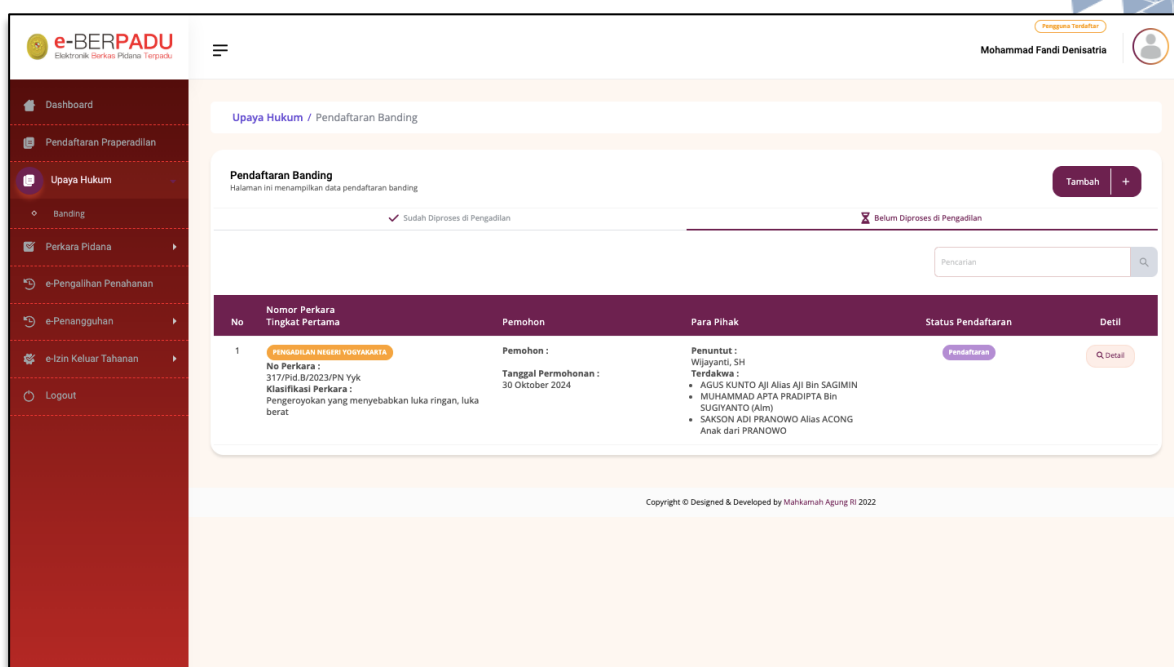 e-BERPADU
Elektronik Berkas Pidana Terpadu
Pengguna Terdaftar
Mohammad Fandi Denisatria
Dashboard
Pendaftaran Praperadilan
Upaya Hukum
Banding
Perkara Pidana
e-Pengalihan Penahanan
e-Penangguhan
e-Izin Keluar Tahanan
Logout
Upaya Hukum / Pendaftaran Banding
Pendaftaran Banding
Halaman ini menampilkan data pendaftaran banding
Tambah +
Sudah Diproses di Pengadilan
Belum Diproses di Pengadilan
Pencarian
No
Nomor Perkara
Tingkat Pertama
Pemohon
Para Pihak
Status Pendaftaran
Detil
1
PENGADILAN NEGERI YOGYAKARTA
No Perkara :
317/Pid.B/2023/PN Yyk
Klasifikasi Perkara :
Pengeroyokan yang menyebabkan luka ringan, luka
berat
Pemohon :
Tanggal Permohonan :
30 Oktober 2024
Penuntut :
Wijayanti, SH
Terdakwa :
AGUS KUNTO AJI Alias AJI Bin SAGIMIN
MUHAMMAD APTA PRADIPTA Bin
SUGIYANTO (Alm)
SAKSON ADI PRANOWO Alias ACONG
Anak dari PRANOWO
Pendaftaran
Detail
Copyright © Designed & Developed by Mahkamah Agung RI 2022